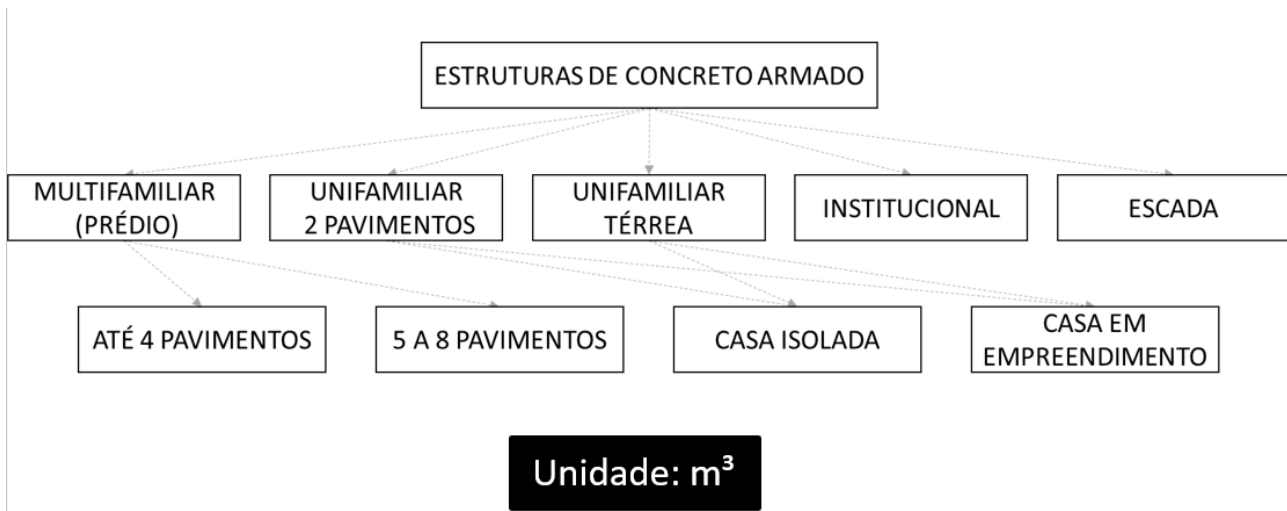 ESTRUTURAS DE CONCRETO ARMADO
MULTIFAMILIAR
(PRÉDIO)
UNIFAMILIAR
2 PAVIMENTOS
UNIFAMILIAR
TÉRREA
INSTITUCIONAL
ESCADA
ATÉ 4 PAVIMENTOS
5 A 8 PAVIMENTOS
CASA ISOLADA
CASA EM
EMPREENDIMENTO
Unidade: m³